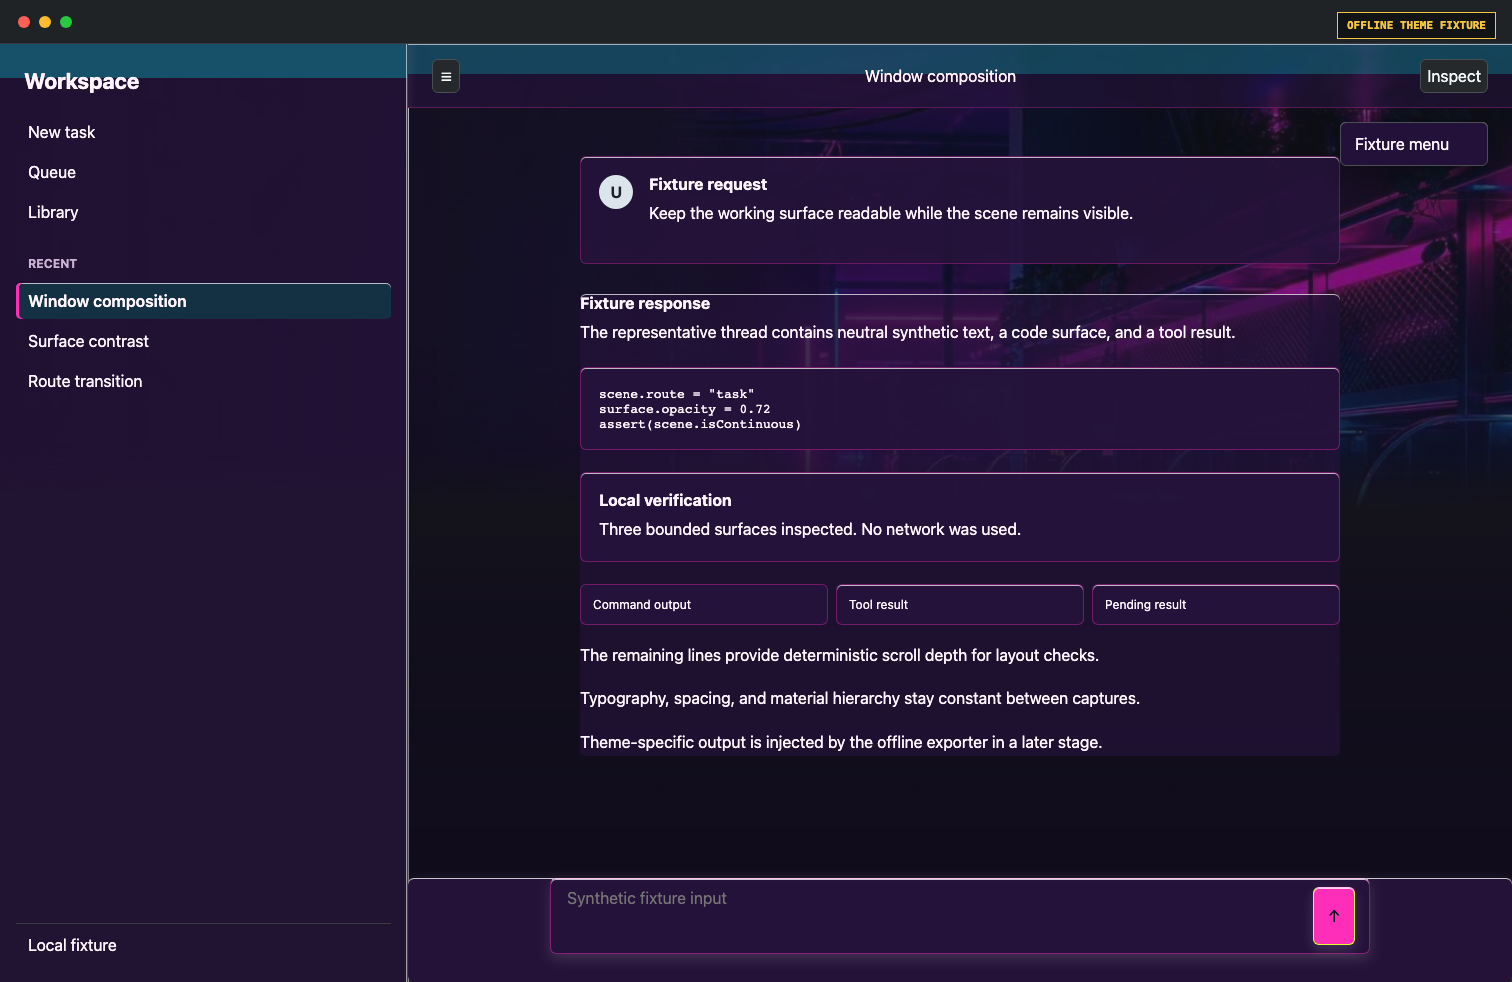 OFFLINE THEME FIXTURE
Workspace
New task
Queue
Library
RECENT
Window composition
Surface contrast
Route transition
Local fixture
Window composition
Inspect
Fixture menu
U
Fixture request
Keep the working surface readable while the scene remains visible.
Fixture response
The representative thread contains neutral synthetic text, a code surface, and a tool result.
scene.route = "task"
surface.opacity = 0.72
assert(scene.isContinuous)
Local verification
Three bounded surfaces inspected. No network was used.
Command output
Tool result
Pending result
The remaining lines provide deterministic scroll depth for layout checks.
Typography, spacing, and material hierarchy stay constant between captures.
Theme-specific output is injected by the offline exporter in a later stage.
Synthetic fixture input